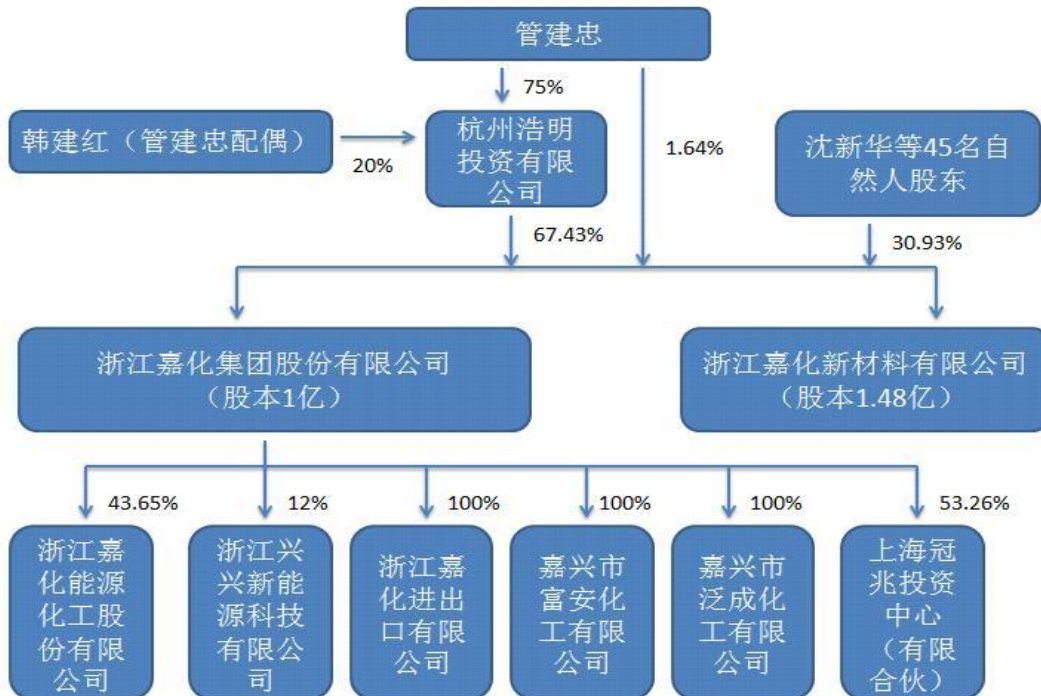 管建忠
75%
韩建红（管建忠配偶）
20%
杭州浩明
投资有限
公司
1.64%
沈新华等45名自
然人股东
67.43%
30.93%
浙江嘉化集团股份有限公司
（股本1亿）
浙江嘉化新材料有限公司
（股本1.48亿）
43.65%
12%
100%
100%
100%
53.26%
浙江嘉
化能源
化工股
份有限
公司
浙江兴
兴新能
源科技
有限公
司
浙江嘉
化进出
口有限
公司
嘉兴市
富安化
工有限
公司
嘉兴市
泛成化
工有限
公司
上海冠
兆投资
中心
（有限
合伙）